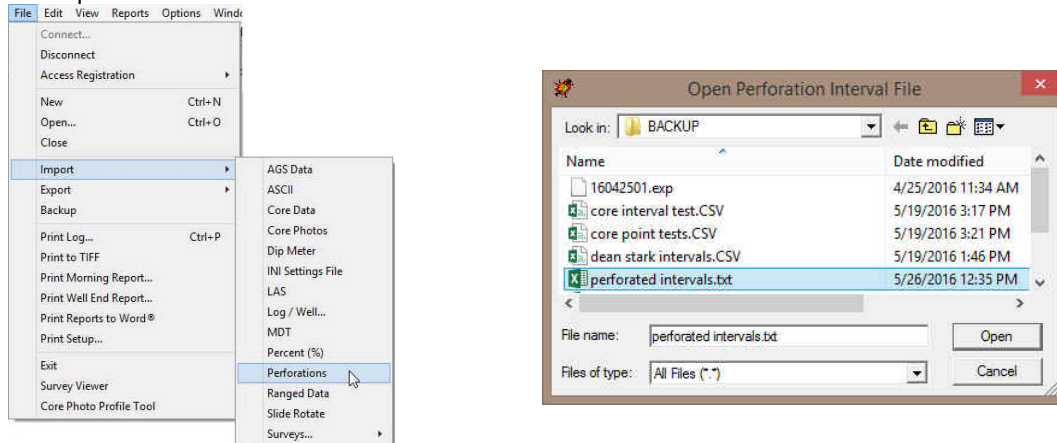 File Edit View Reports Options
Connect...
Disconnect
Access Registration
New Ctrl+N
Open... Ctrl+O
Close
Import
Export
Backup
Print Log... Ctrl+P
Print to TIFF
Print Morning Report...
Print Well End Report...
Print Reports to Word®
Print Setup...
Exit
Survey Viewer
Core Photo Profile Tool
AGS Data
ASCII
Core Data
Core Photos
Dip Meter
INI Settings File
LAS
Log / Well...
MDT
Percent (%)
Perforations
Ranged Data
Slide Rotate
Surveys...
Open Perforation Interval File
Look in: BACKUP
Name Date modified
16042501.exp 4/25/2016 11:34 AM
core interval test.CSV 5/19/2016 3:17 PM
core point tests.CSV 5/19/2016 3:21 PM
dean stark intervals.CSV 5/19/2016 1:46 PM
perforated intervals.txt 5/26/2016 12:35 PM
File name: perforated intervals.txt Open
Files of type: All Files (*.*) Cancel